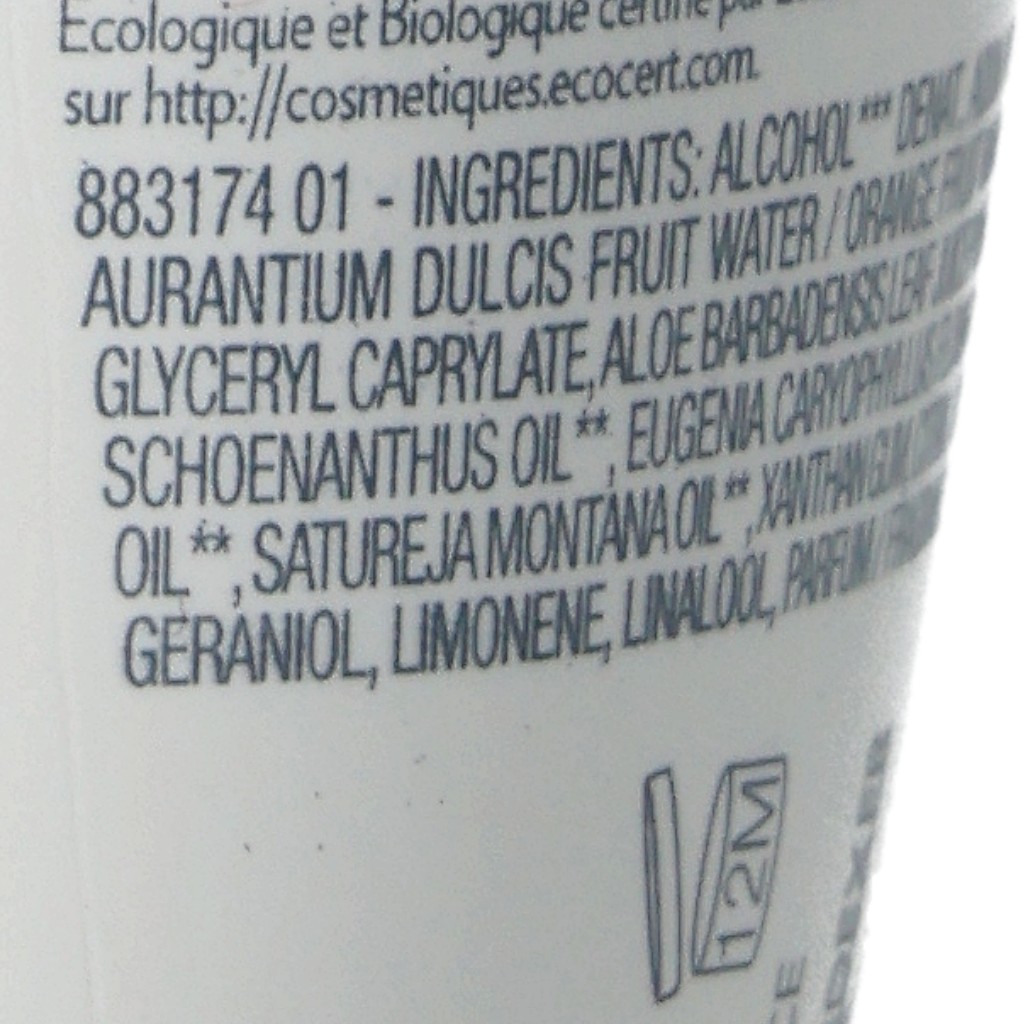 Ecologique et Biologique certifié par
sur http://cosmetiques.ecocert.com.
883174 01 - INGREDIENTS: ALCOHOL*** DENAT.
AURANTIUM DULCIS FRUIT WATER / ORANGE FRUIT
GLYCERYL CAPRYLATE, ALOE BARBADENSIS LEAF
SCHOENANTHUS OIL**, EUGENIA CARYOPHYLLUS
OIL**, SATUREJA MONTANA OIL**, XANTHAN GUM
GERANIOL, LIMONENE, LINALOOL, PARFUM /
12M